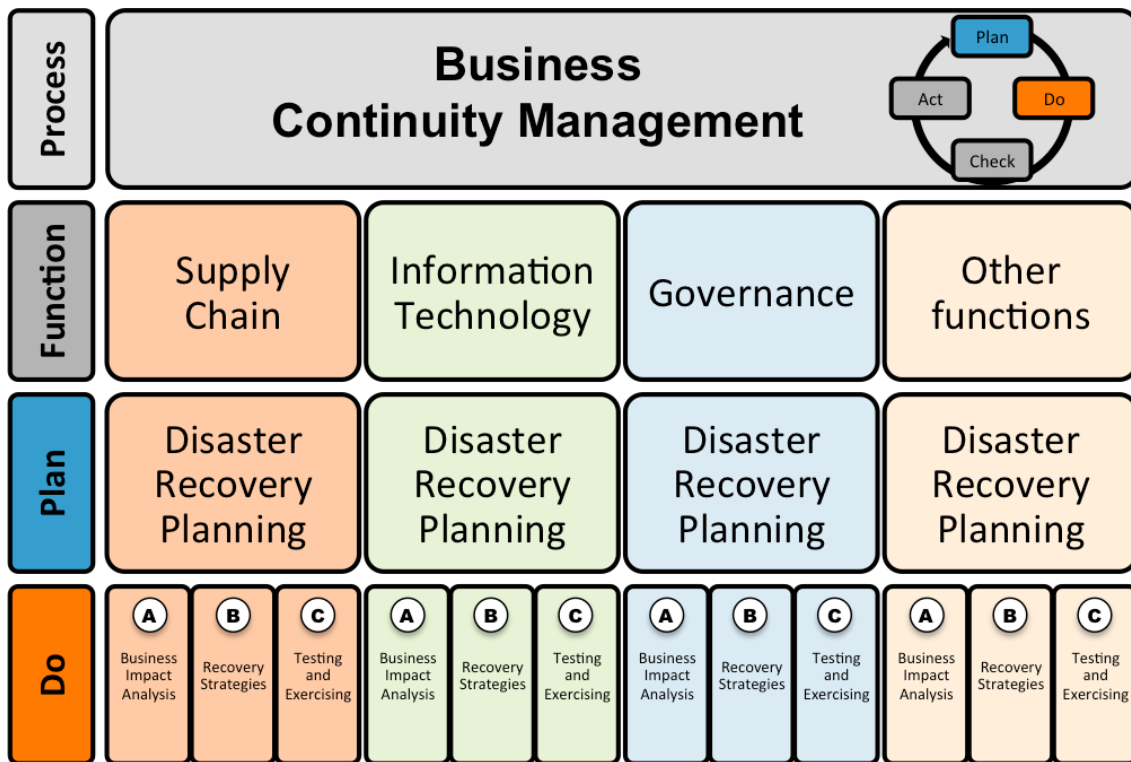 Process
Business
Continuity Management
Plan
Act
Do
Check
Function
Supply
Chain
Information
Technology
Governance
Other
functions
Plan
Disaster
Recovery
Planning
Disaster
Recovery
Planning
Disaster
Recovery
Planning
Disaster
Recovery
Planning
Do
A
Business
Impact
Analysis
B
Recovery
Strategies
C
Testing
and
Exercising
A
Business
Impact
Analysis
B
Recovery
Strategies
C
Testing
and
Exercising
A
Business
Impact
Analysis
B
Recovery
Strategies
C
Testing
and
Exercising
A
Business
Impact
Analysis
B
Recovery
Strategies
C
Testing
and
Exercising